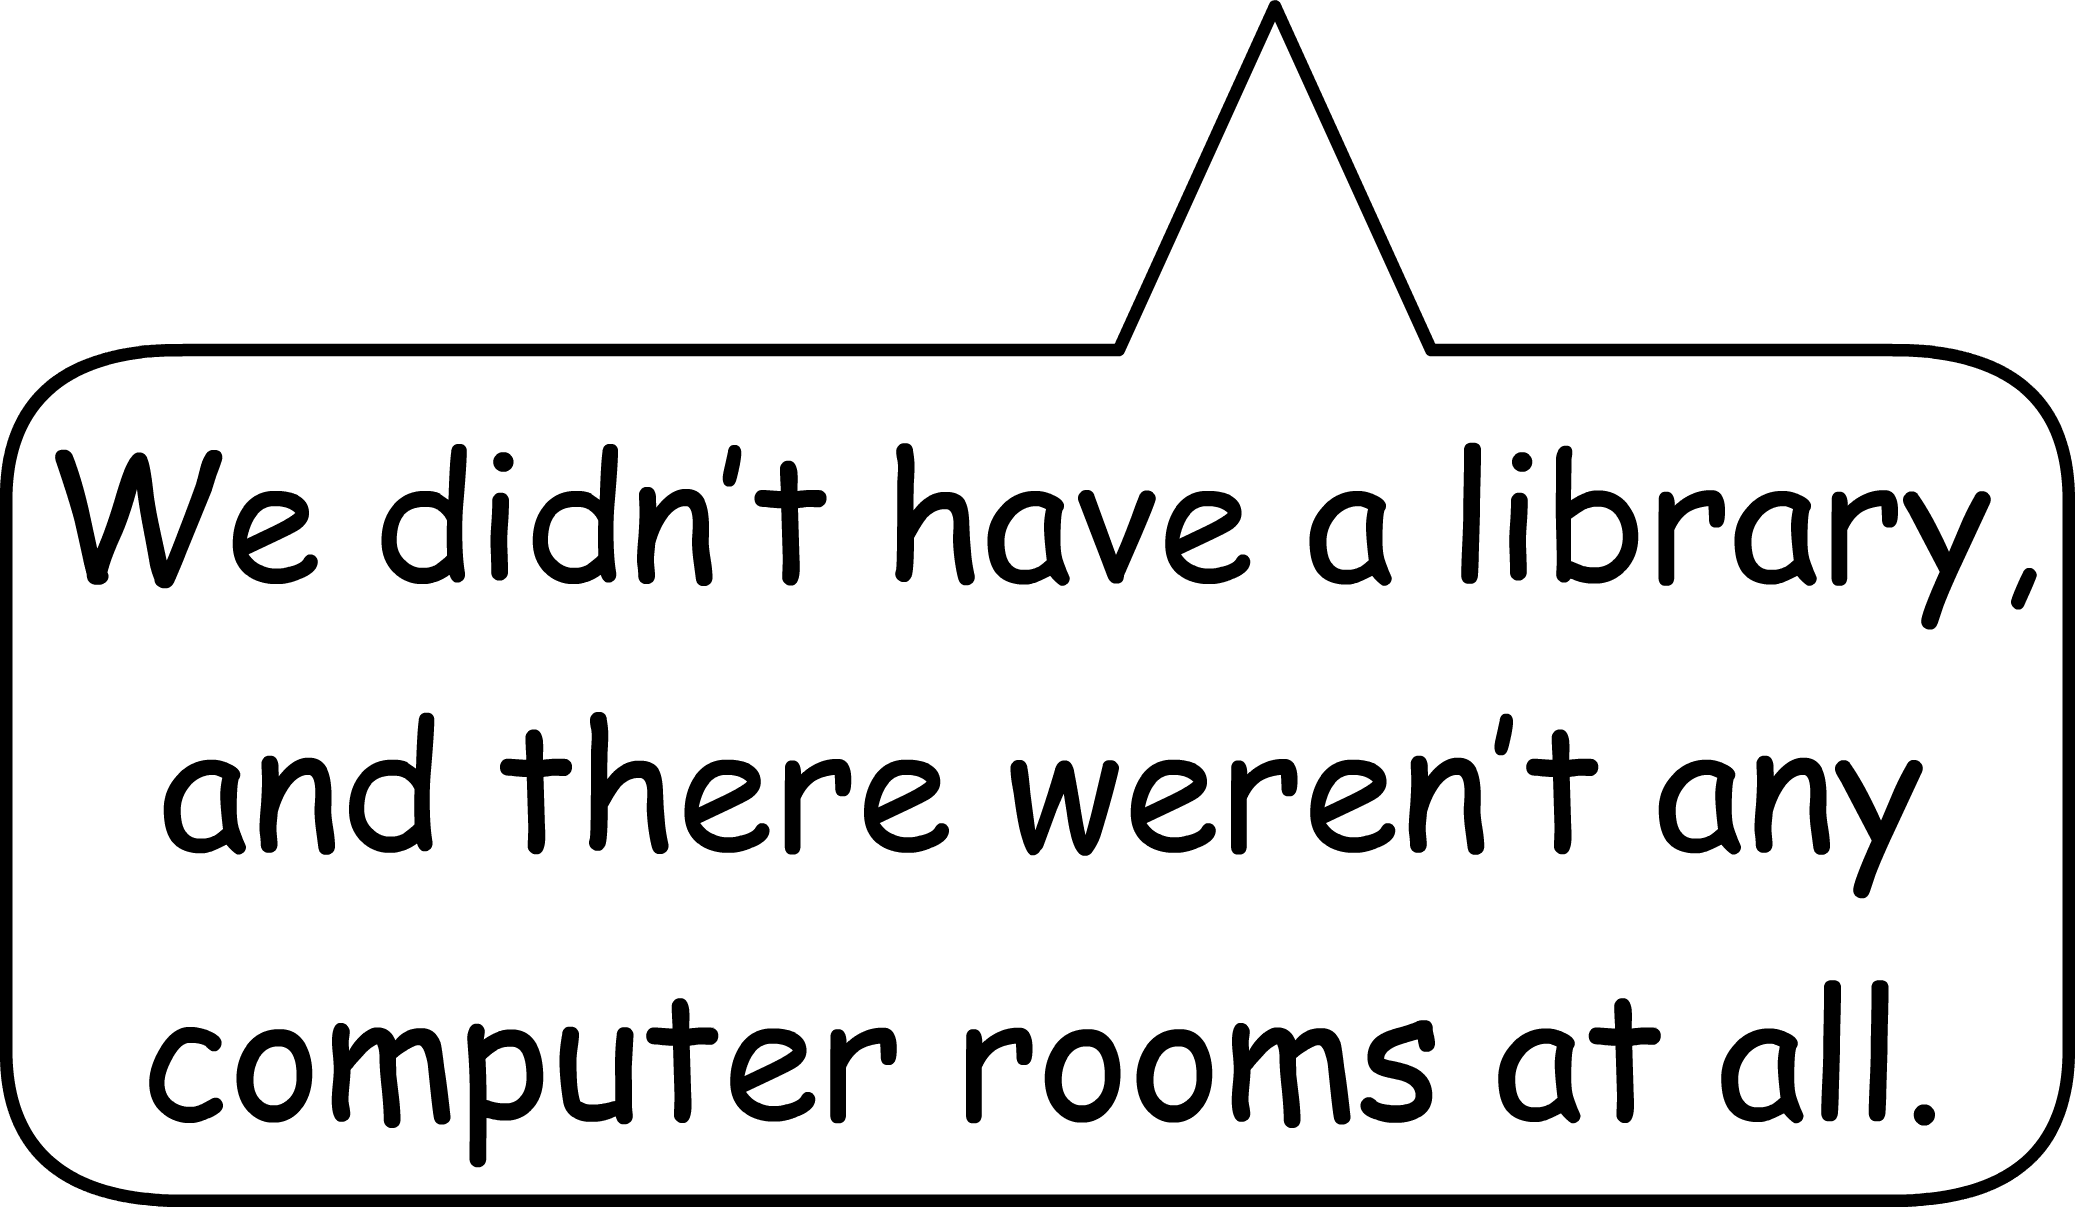 We didn't have a library,
and there weren't any
computer rooms at all.